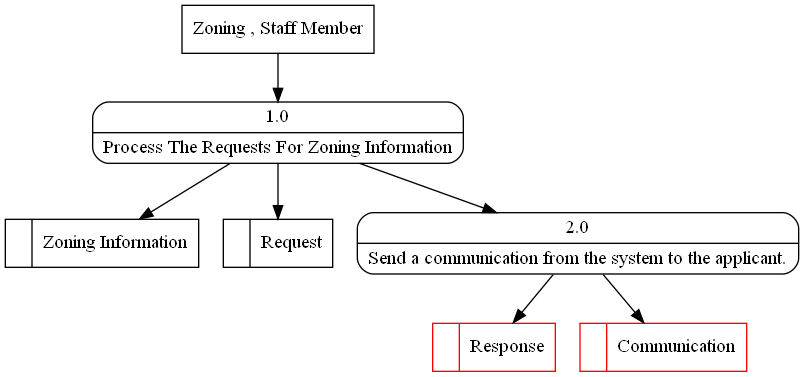 Zoning , Staff Member
1.0
Process The Requests For Zoning Information
Zoning Information
Request
2.0
Send a communication from the system to the applicant.
Response
Communication